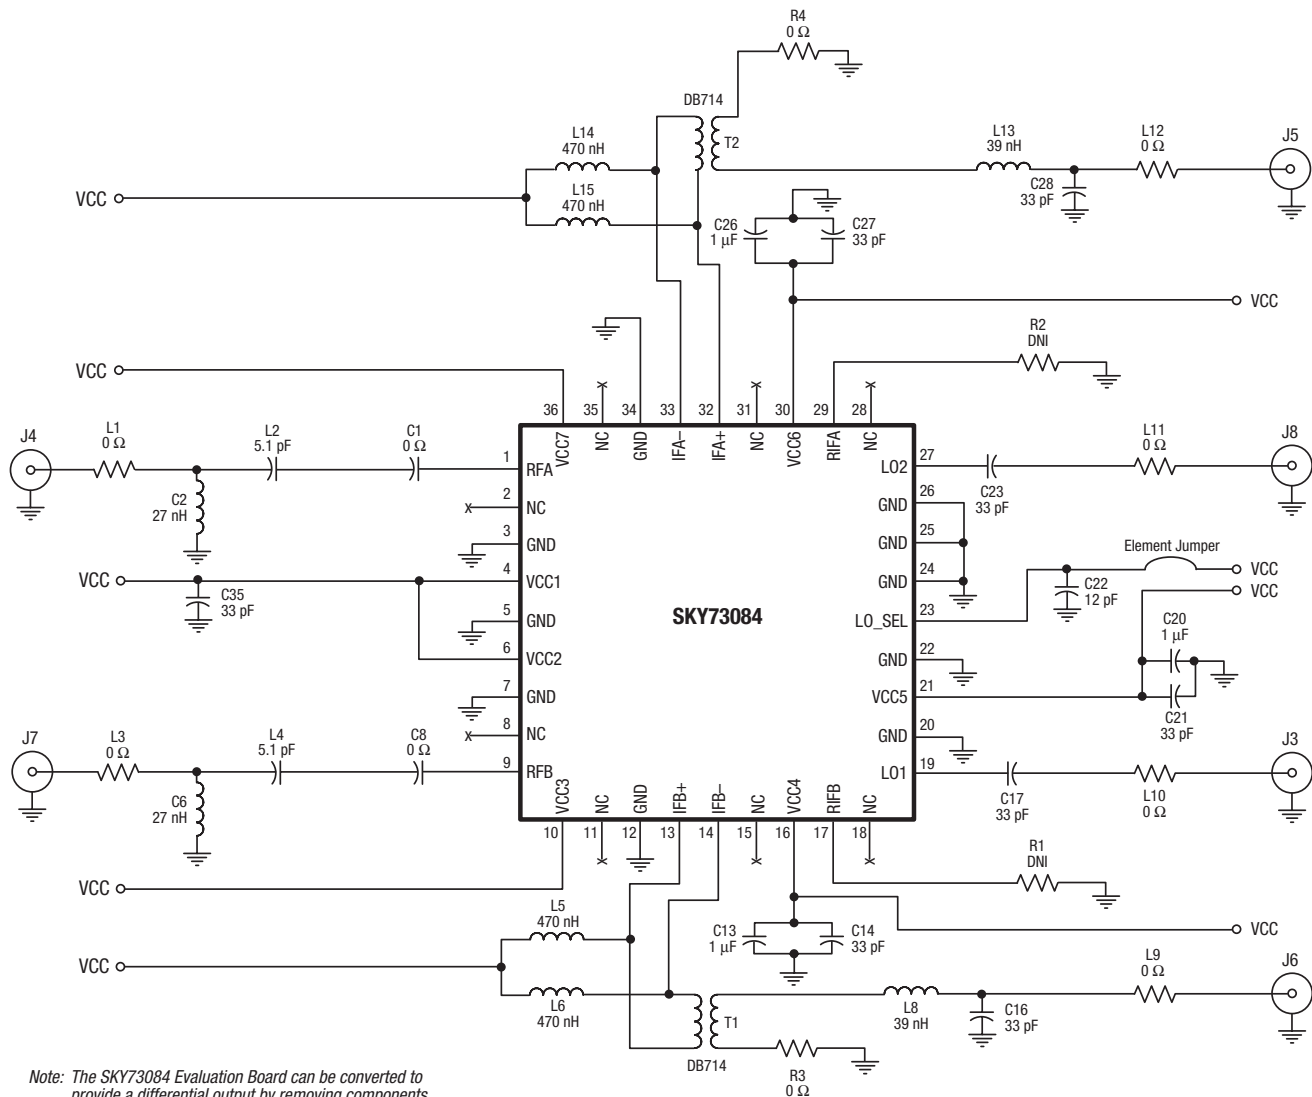 R4
0 Ω
DB714
T2
L14
470 nH
L15
470 nH
VCC
L13
39 nH
L12
0 Ω
J5
C28
33 pF
C26
1 µF
C27
33 pF
VCC
R2
DNI
VCC
36
35
34
33
32
31
30
29
28
VCC7
NC
GND
IFA–
IFA+
NC
VCC6
RIFA
NC
J4
L1
0 Ω
L2
5.1 pF
C1
0 Ω
C2
27 nH
1
RFA
2
NC
x
3
GND
VCC
C35
33 pF
4
VCC1
5
GND
6
VCC2
7
GND
8
NC
x
J7
L3
0 Ω
L4
5.1 pF
C8
0 Ω
C6
27 nH
9
RFB
SKY73084
27
LO2
C23
33 pF
L11
0 Ω
J8
26
GND
25
GND
24
GND
Element Jumper
VCC
VCC
C22
12 pF
23
LO_SEL
C20
1 µF
22
GND
21
VCC5
C21
33 pF
20
GND
19
LO1
C17
33 pF
L10
0 Ω
J3
VCC3
NC
GND
IFB+
IFB–
NC
VCC4
RIFB
NC
10
11
12
13
14
15
16
17
18
R1
DNI
VCC
L5
470 nH
C13
1 µF
C14
33 pF
VCC
VCC
L6
470 nH
T1
DB714
L8
39 nH
C16
33 pF
L9
0 Ω
J6
R3
0 Ω
Note: The SKY73084 Evaluation Board can be converted to
provide a differential output by removing components